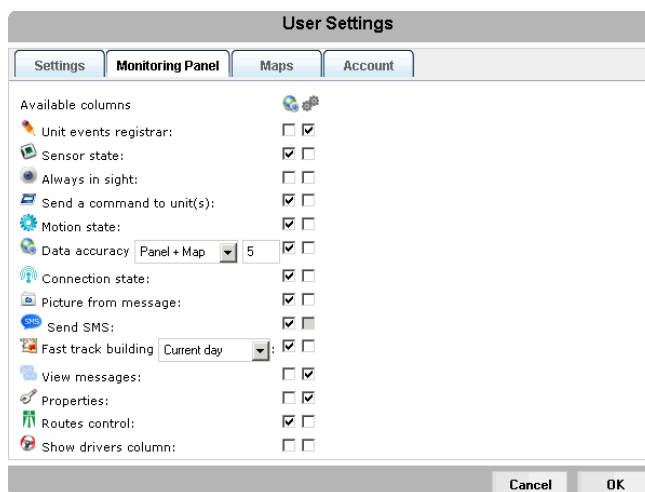 User Settings
Settings Monitoring Panel Maps Account
Available columns
Unit events registrar:
Sensor state:
Always in sight:
Send a command to unit(s):
Motion state:
Data accuracy Panel + Map 5
Connection state:
Picture from message:
SMS Send SMS:
Fast track building Current day :
View messages:
Properties:
Routes control:
Show drivers column:
Cancel OK